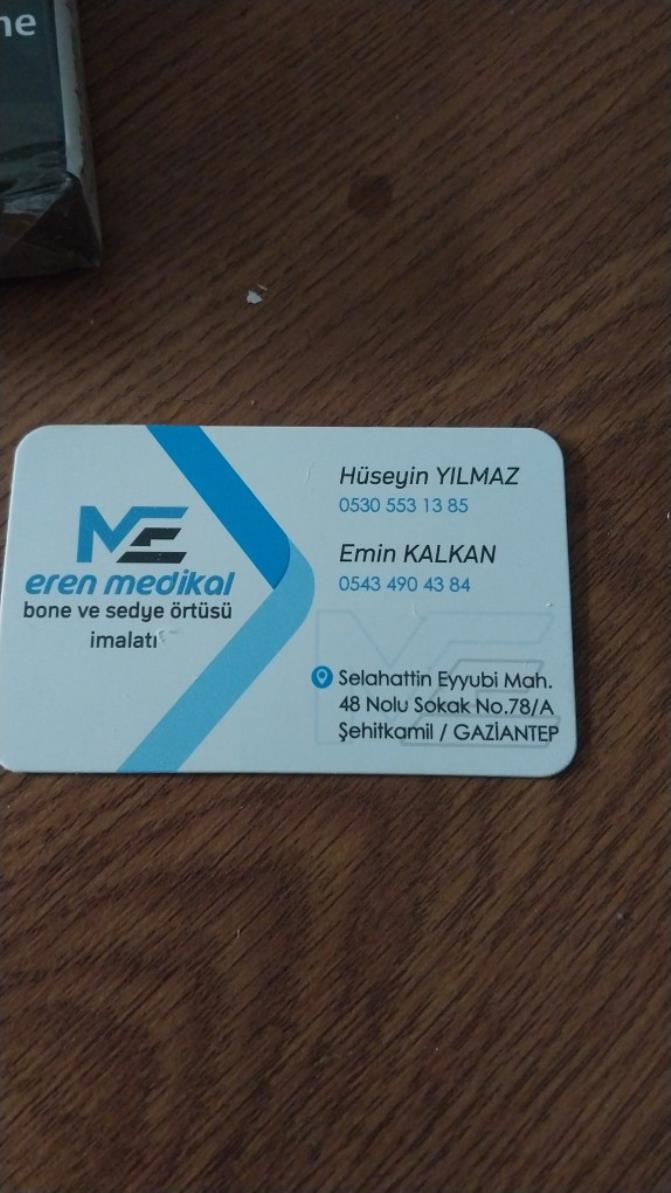 ne
ME
eren medikal
bone ve sedye örtüsü
imalatı
Hüseyin YILMAZ
0530 553 13 85
Emin KALKAN
0543 490 43 84
Selahattin Eyyubi Mah.
48 Nolu Sokak No.78/A
Şehitkamil / GAZİANTEP